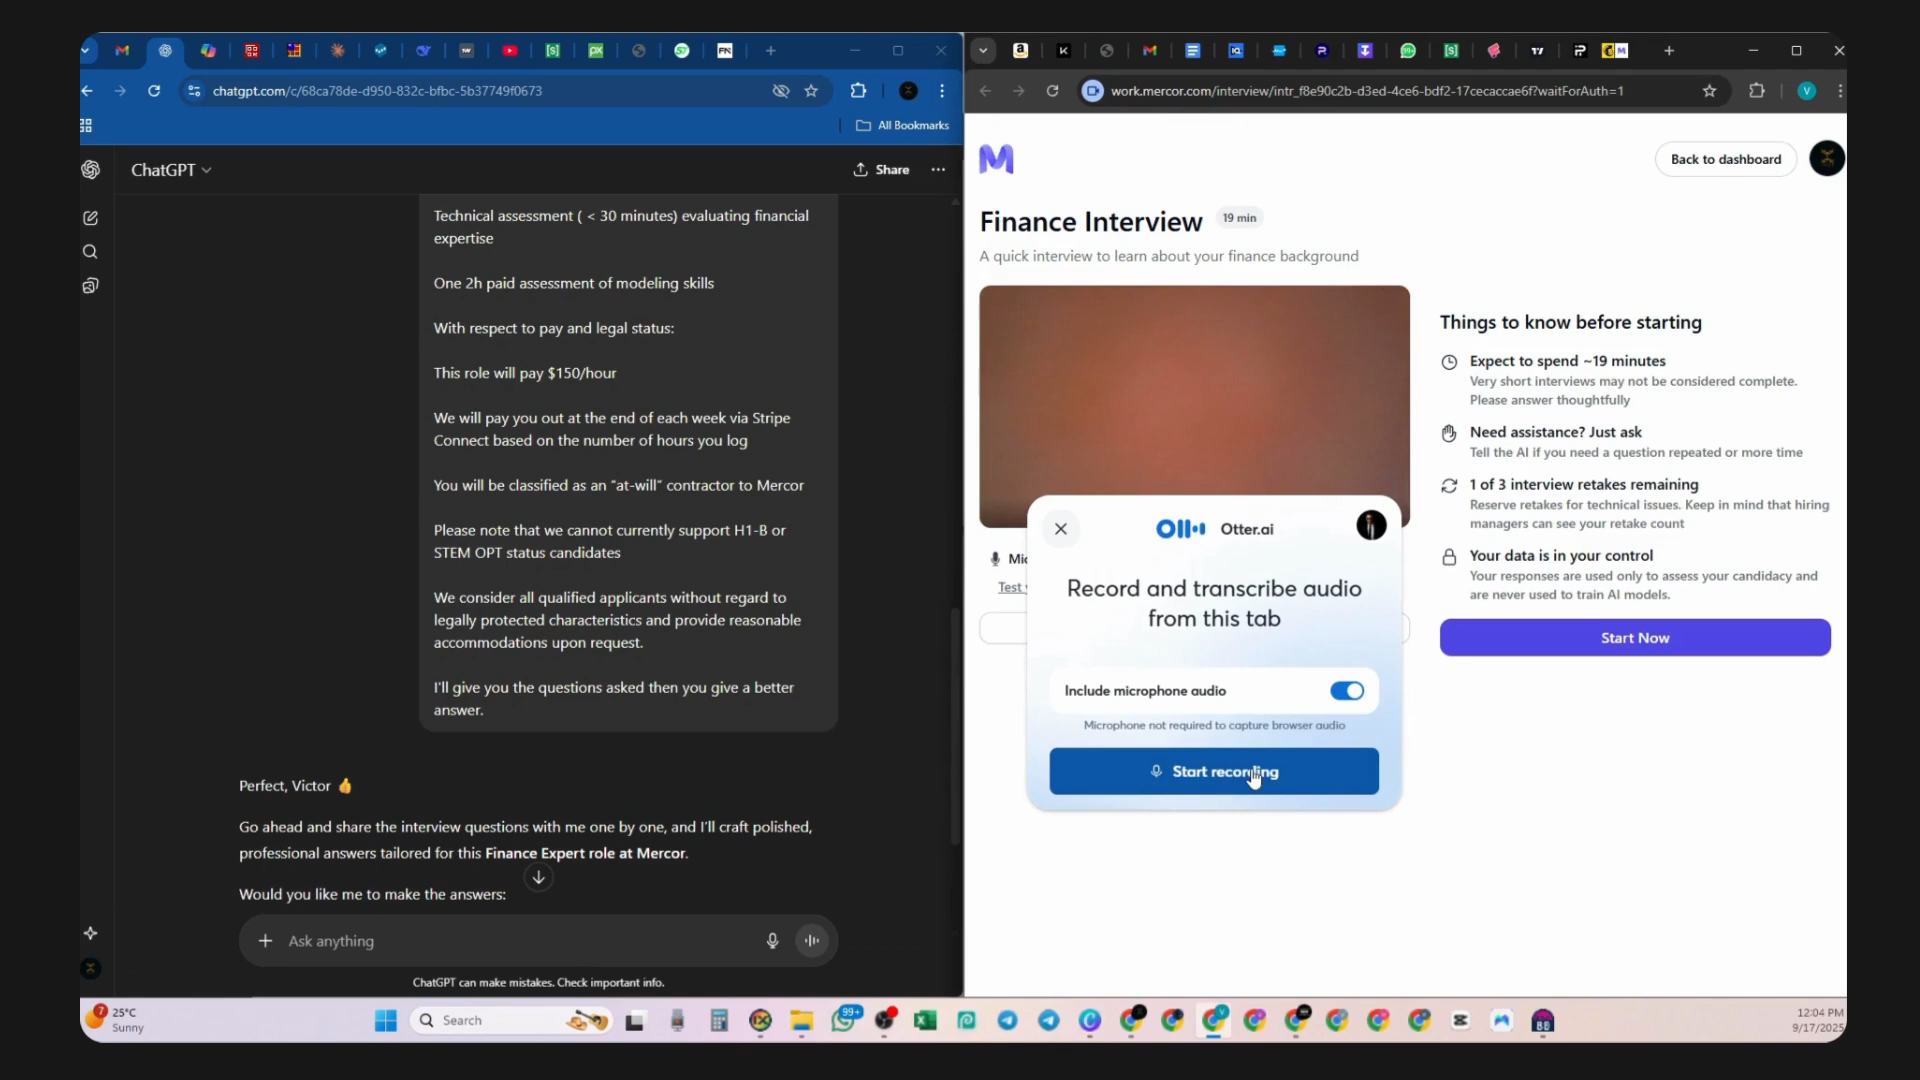 chatgpt.com/c/68ca78de-d950-832c-bfbc-5b37749f0673
All Bookmarks
ChatGPT
Share
Technical assessment ( < 30 minutes) evaluating financial
expertise
One 2h paid assessment of modeling skills
With respect to pay and legal status:
This role will pay $150/hour
We will pay you out at the end of each week via Stripe
Connect based on the number of hours you log
You will be classified as an "at-will" contractor to Mercor
Please note that we cannot currently support H1-B or
STEM OPT status candidates
We consider all qualified applicants without regard to
legally protected characteristics and provide reasonable
accommodations upon request.
I'll give you the questions asked then you give a better
answer.
Perfect, Victor 👍
Go ahead and share the interview questions with me one by one, and I'll craft polished,
professional answers tailored for this Finance Expert role at Mercor.
Would you like me to make the answers:
Ask anything
ChatGPT can make mistakes. Check important info.
work.mercor.com/interview/intr_f8e90c2b-d3ed-4ce6-bdf2-17cecaccae6f?waitForAuth=1
V
M
Back to dashboard
Finance Interview
19 min
A quick interview to learn about your finance background
Mic
Test
Otter.ai
Record and transcribe audio
from this tab
Include microphone audio
Microphone not required to capture browser audio
Start recording
Things to know before starting
Expect to spend ~19 minutes
Very short interviews may not be considered complete.
Please answer thoughtfully
Need assistance? Just ask
Tell the AI if you need a question repeated or more time
1 of 3 interview retakes remaining
Reserve retakes for technical issues. Keep in mind that hiring
managers can see your retake count
Your data is in your control
Your responses are used only to assess your candidacy and
are never used to train AI models.
Start Now
7
25°C
Sunny
Search
99+
12:04 PM
9/17/2025